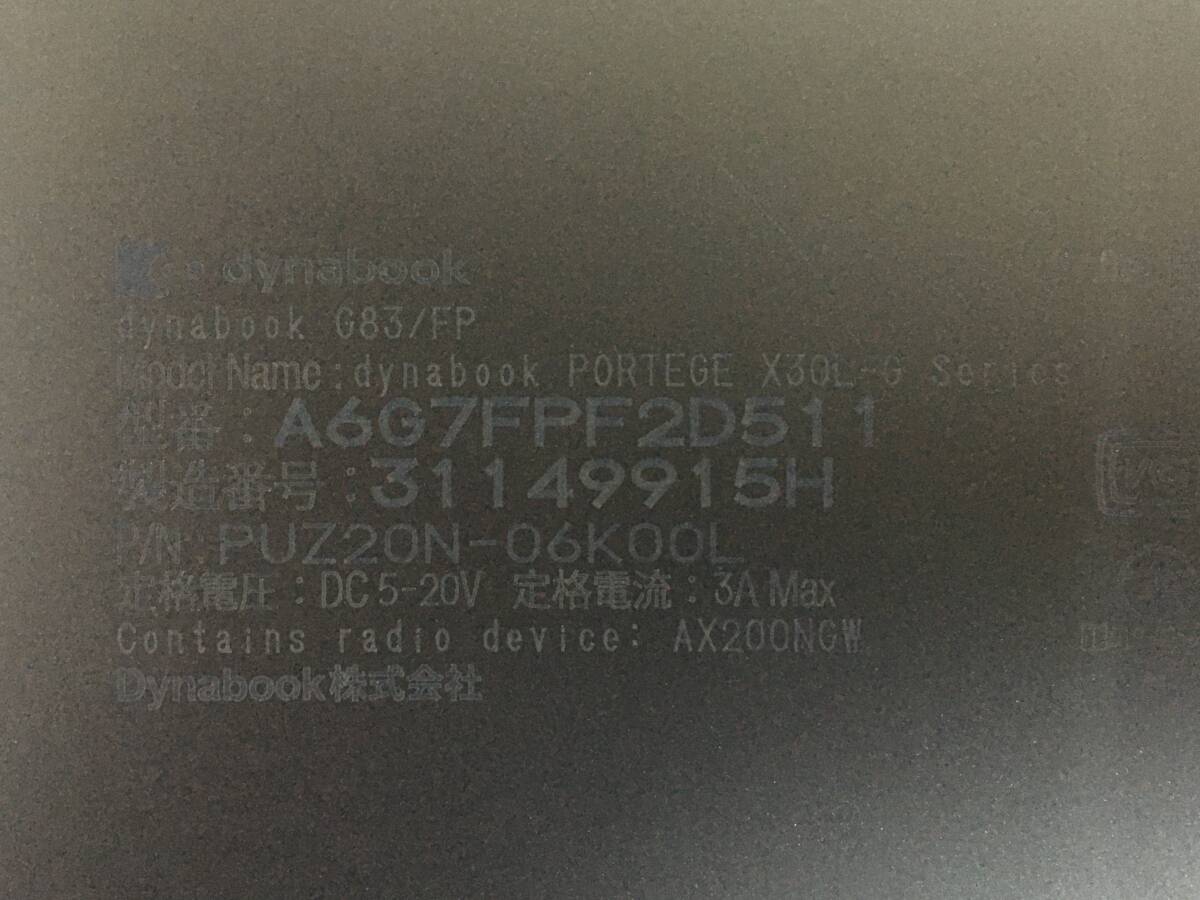 dynabook
dynabook G83/FP
Model Name:dynabook PORTEGE X30L-G Series
型番:A6G7FPF2D511
製造番号:31149915H
P/N PUZ20N-06K00L
定格電圧:DC5-20V 定格電流:3A Max
Contains radio device: AX200NGW
Dynabook株式会社